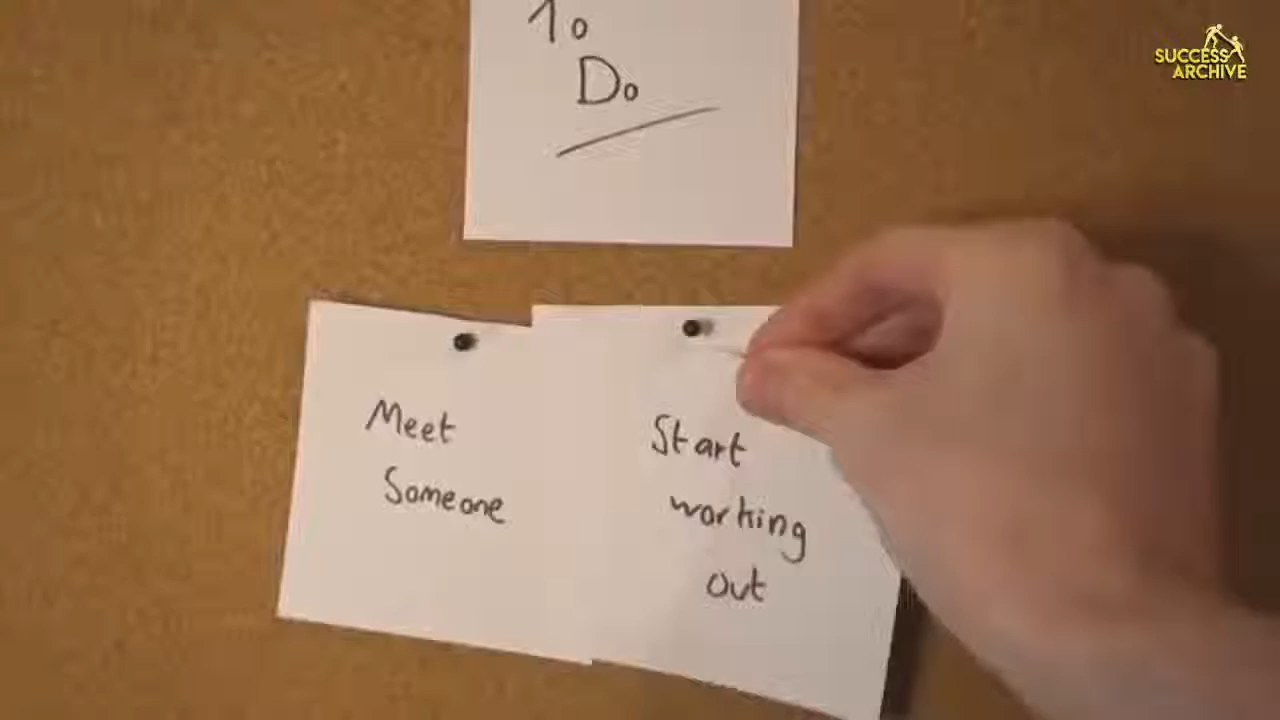 To
Do
Meet
Someone
Start
working
out
SUCCESS
ARCHIVE